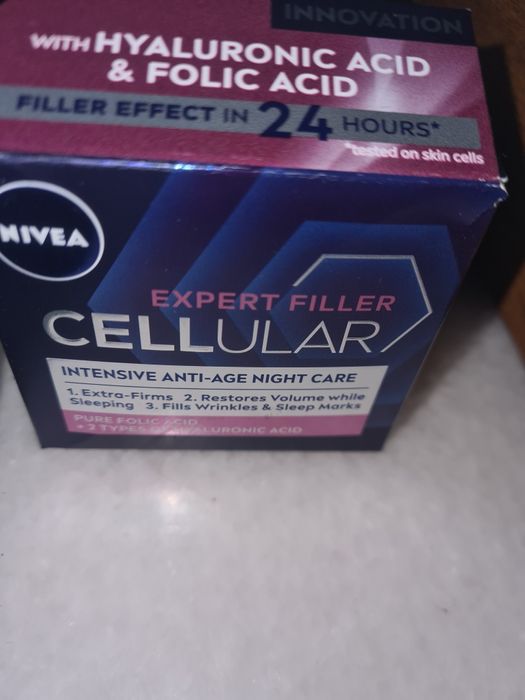 INNOVATION
WITH HYALURONIC ACID
& FOLIC ACID
FILLER EFFECT IN 24 HOURS*
*tested on skin cells
NIVEA
EXPERT FILLER
CELLULAR
INTENSIVE ANTI-AGE NIGHT CARE
1. Extra-Firms 2. Restores Volume while
Sleeping 3. Fills Wrinkles & Sleep Marks
PURE FOLIC ACID
+ 2 TYPES OF HYALURONIC ACID